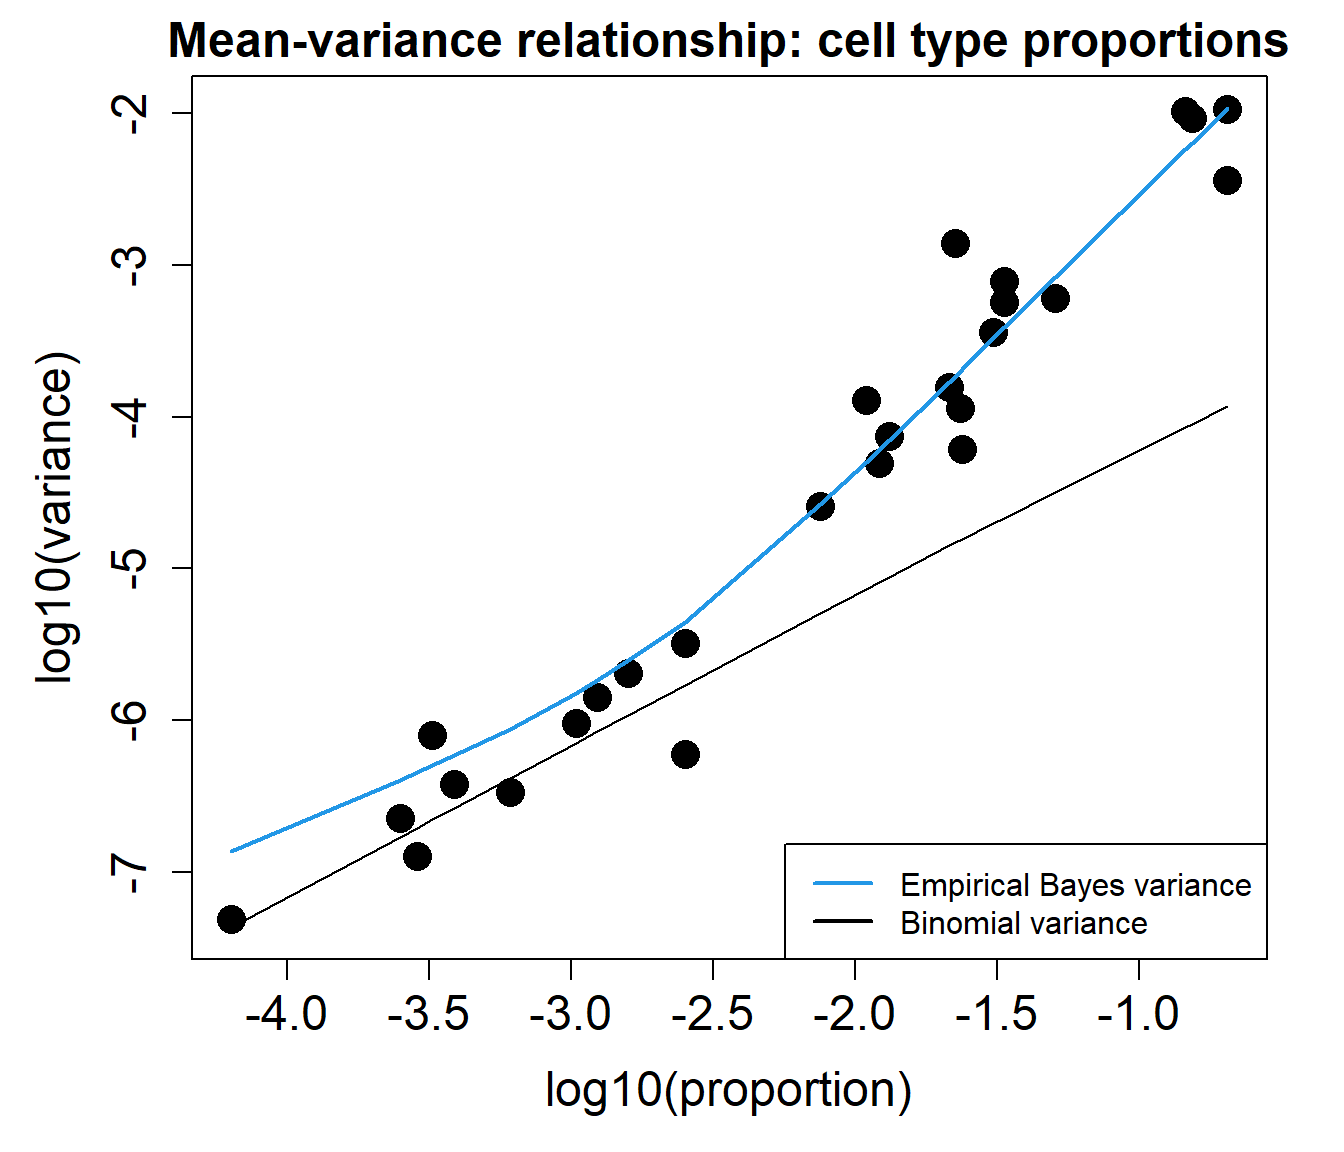 Mean-variance relationship: cell type proportions
log10(variance)
-2
-3
-4
-5
-6
-7
Empirical Bayes variance
Binomial variance
-4.0 -3.5 -3.0 -2.5 -2.0 -1.5 -1.0
log10(proportion)